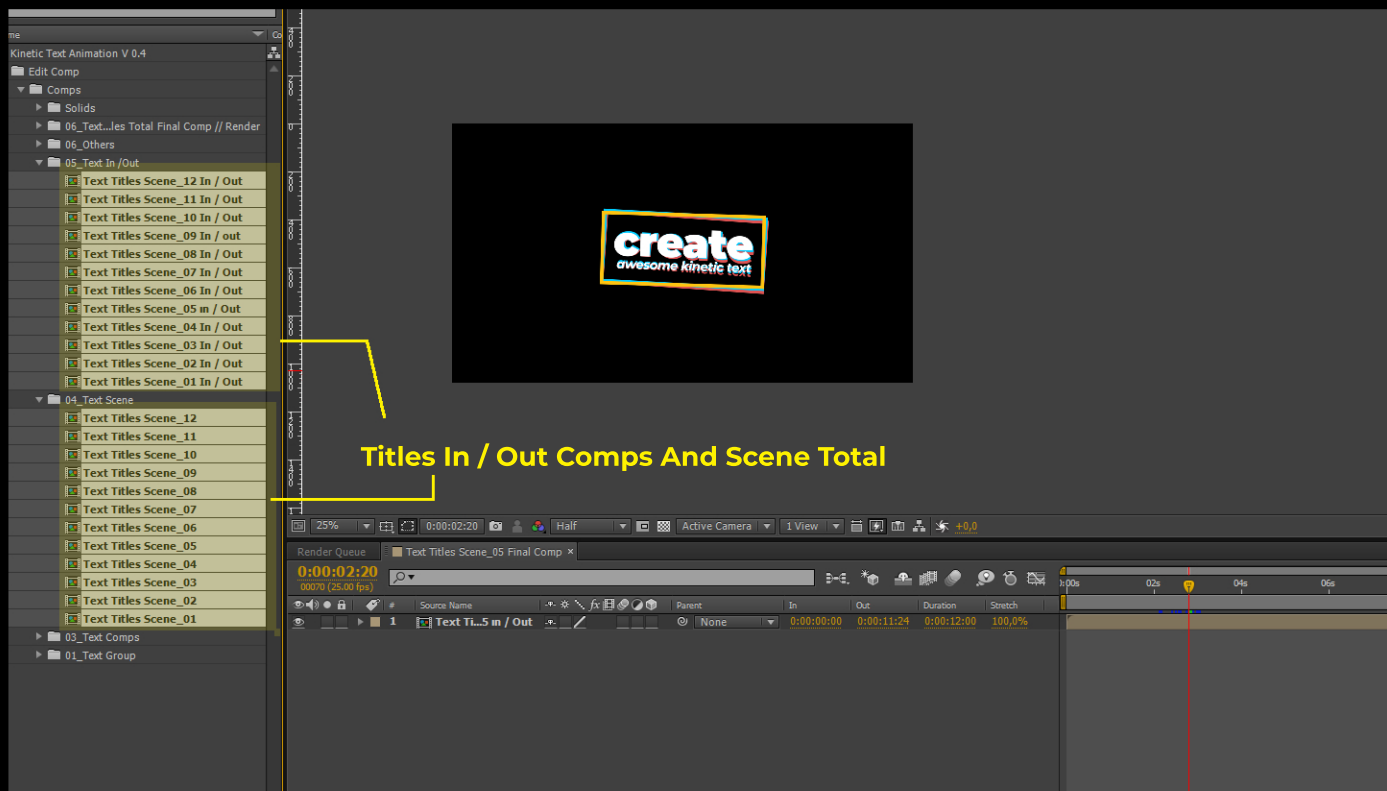 me
Co
Kinetic Text Animation V 0.4
Edit Comp
Comps
Solids
06_Text...les Total Final Comp // Render
06_Others
05_Text In /Out
Text Titles Scene_12 In / Out
Text Titles Scene_11 In / Out
Text Titles Scene_10 In / Out
Text Titles Scene_09 In / out
Text Titles Scene_08 In / Out
Text Titles Scene_07 In / Out
Text Titles Scene_06 In / Out
Text Titles Scene_05 in / Out
Text Titles Scene_04 In / Out
Text Titles Scene_03 In / Out
Text Titles Scene_02 In / Out
Text Titles Scene_01 In / Out
04_Text Scene
Text Titles Scene_12
Text Titles Scene_11
Text Titles Scene_10
Text Titles Scene_09
Text Titles Scene_08
Text Titles Scene_07
Text Titles Scene_06
Text Titles Scene_05
Text Titles Scene_04
Text Titles Scene_03
Text Titles Scene_02
Text Titles Scene_01
03_Text Comps
01_Text Group
create
awesome kinetic text
Titles In / Out Comps And Scene Total
25% 0:00:02:20 Half Active Camera 1 View +0,0
Render Queue Text Titles Scene_05 Final Comp ×
0:00:02:20
00070 (25.00 fps)
02s 04s 06s
# Source Name fx Parent In Out Duration Stretch
1 Text Ti...5 in / Out None 0:00:00:00 0:00:11:24 0:00:12:00 100,0%